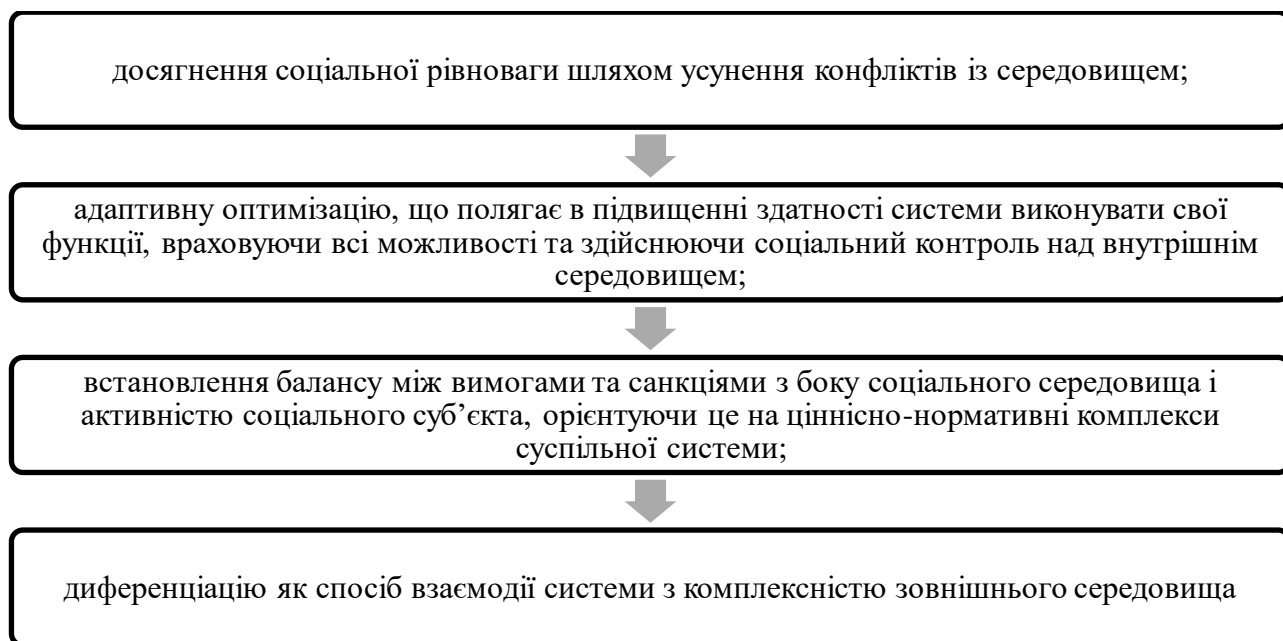 досягнення соціальної рівноваги шляхом усунення конфліктів із середовищем;
адаптивну оптимізацію, що полягає в підвищенні здатності системи виконувати свої
функції, враховуючи всі можливості та здійснюючи соціальний контроль над внутрішнім
середовищем;
встановлення балансу між вимогами та санкціями з боку соціального середовища і
активністю соціального суб’єкта, орієнтуючи це на ціннісно-нормативні комплекси
суспільної системи;
диференціацію як спосіб взаємодії системи з комплексністю зовнішнього середовища